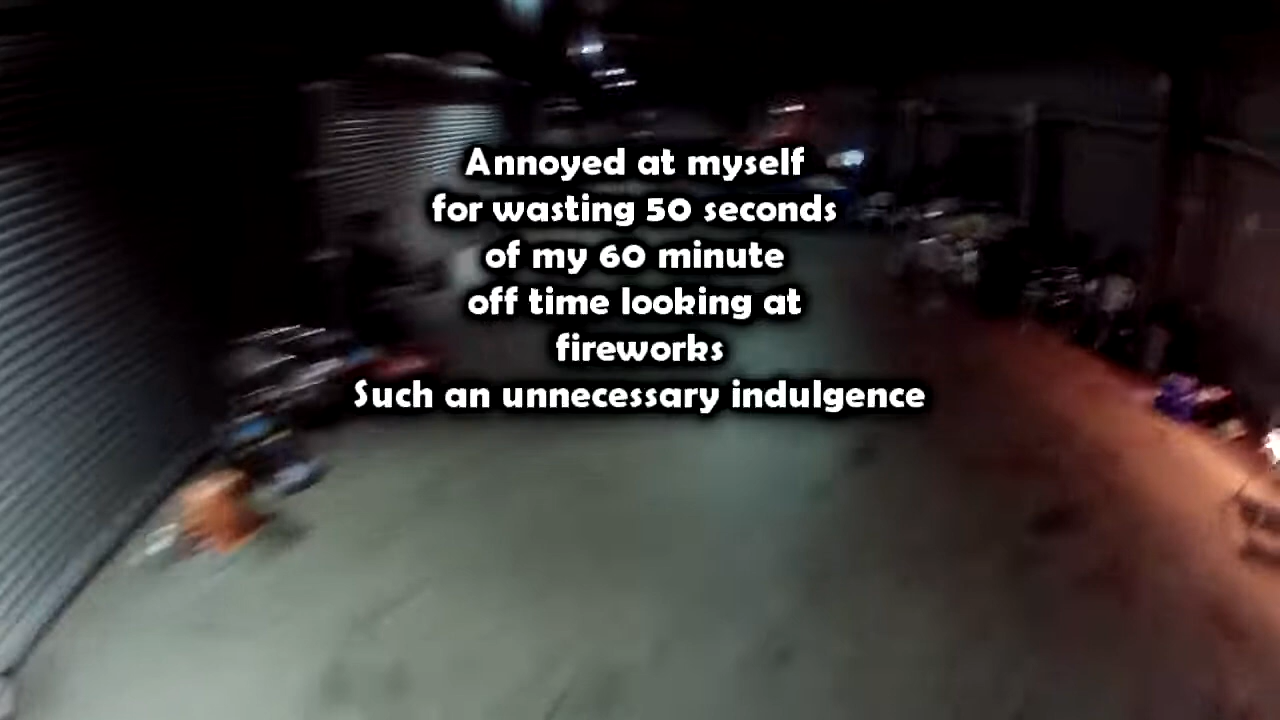 Annoyed at myself
for wasting 50 seconds
of my 60 minute
off time looking at
fireworks
Such an unnecessary indulgence